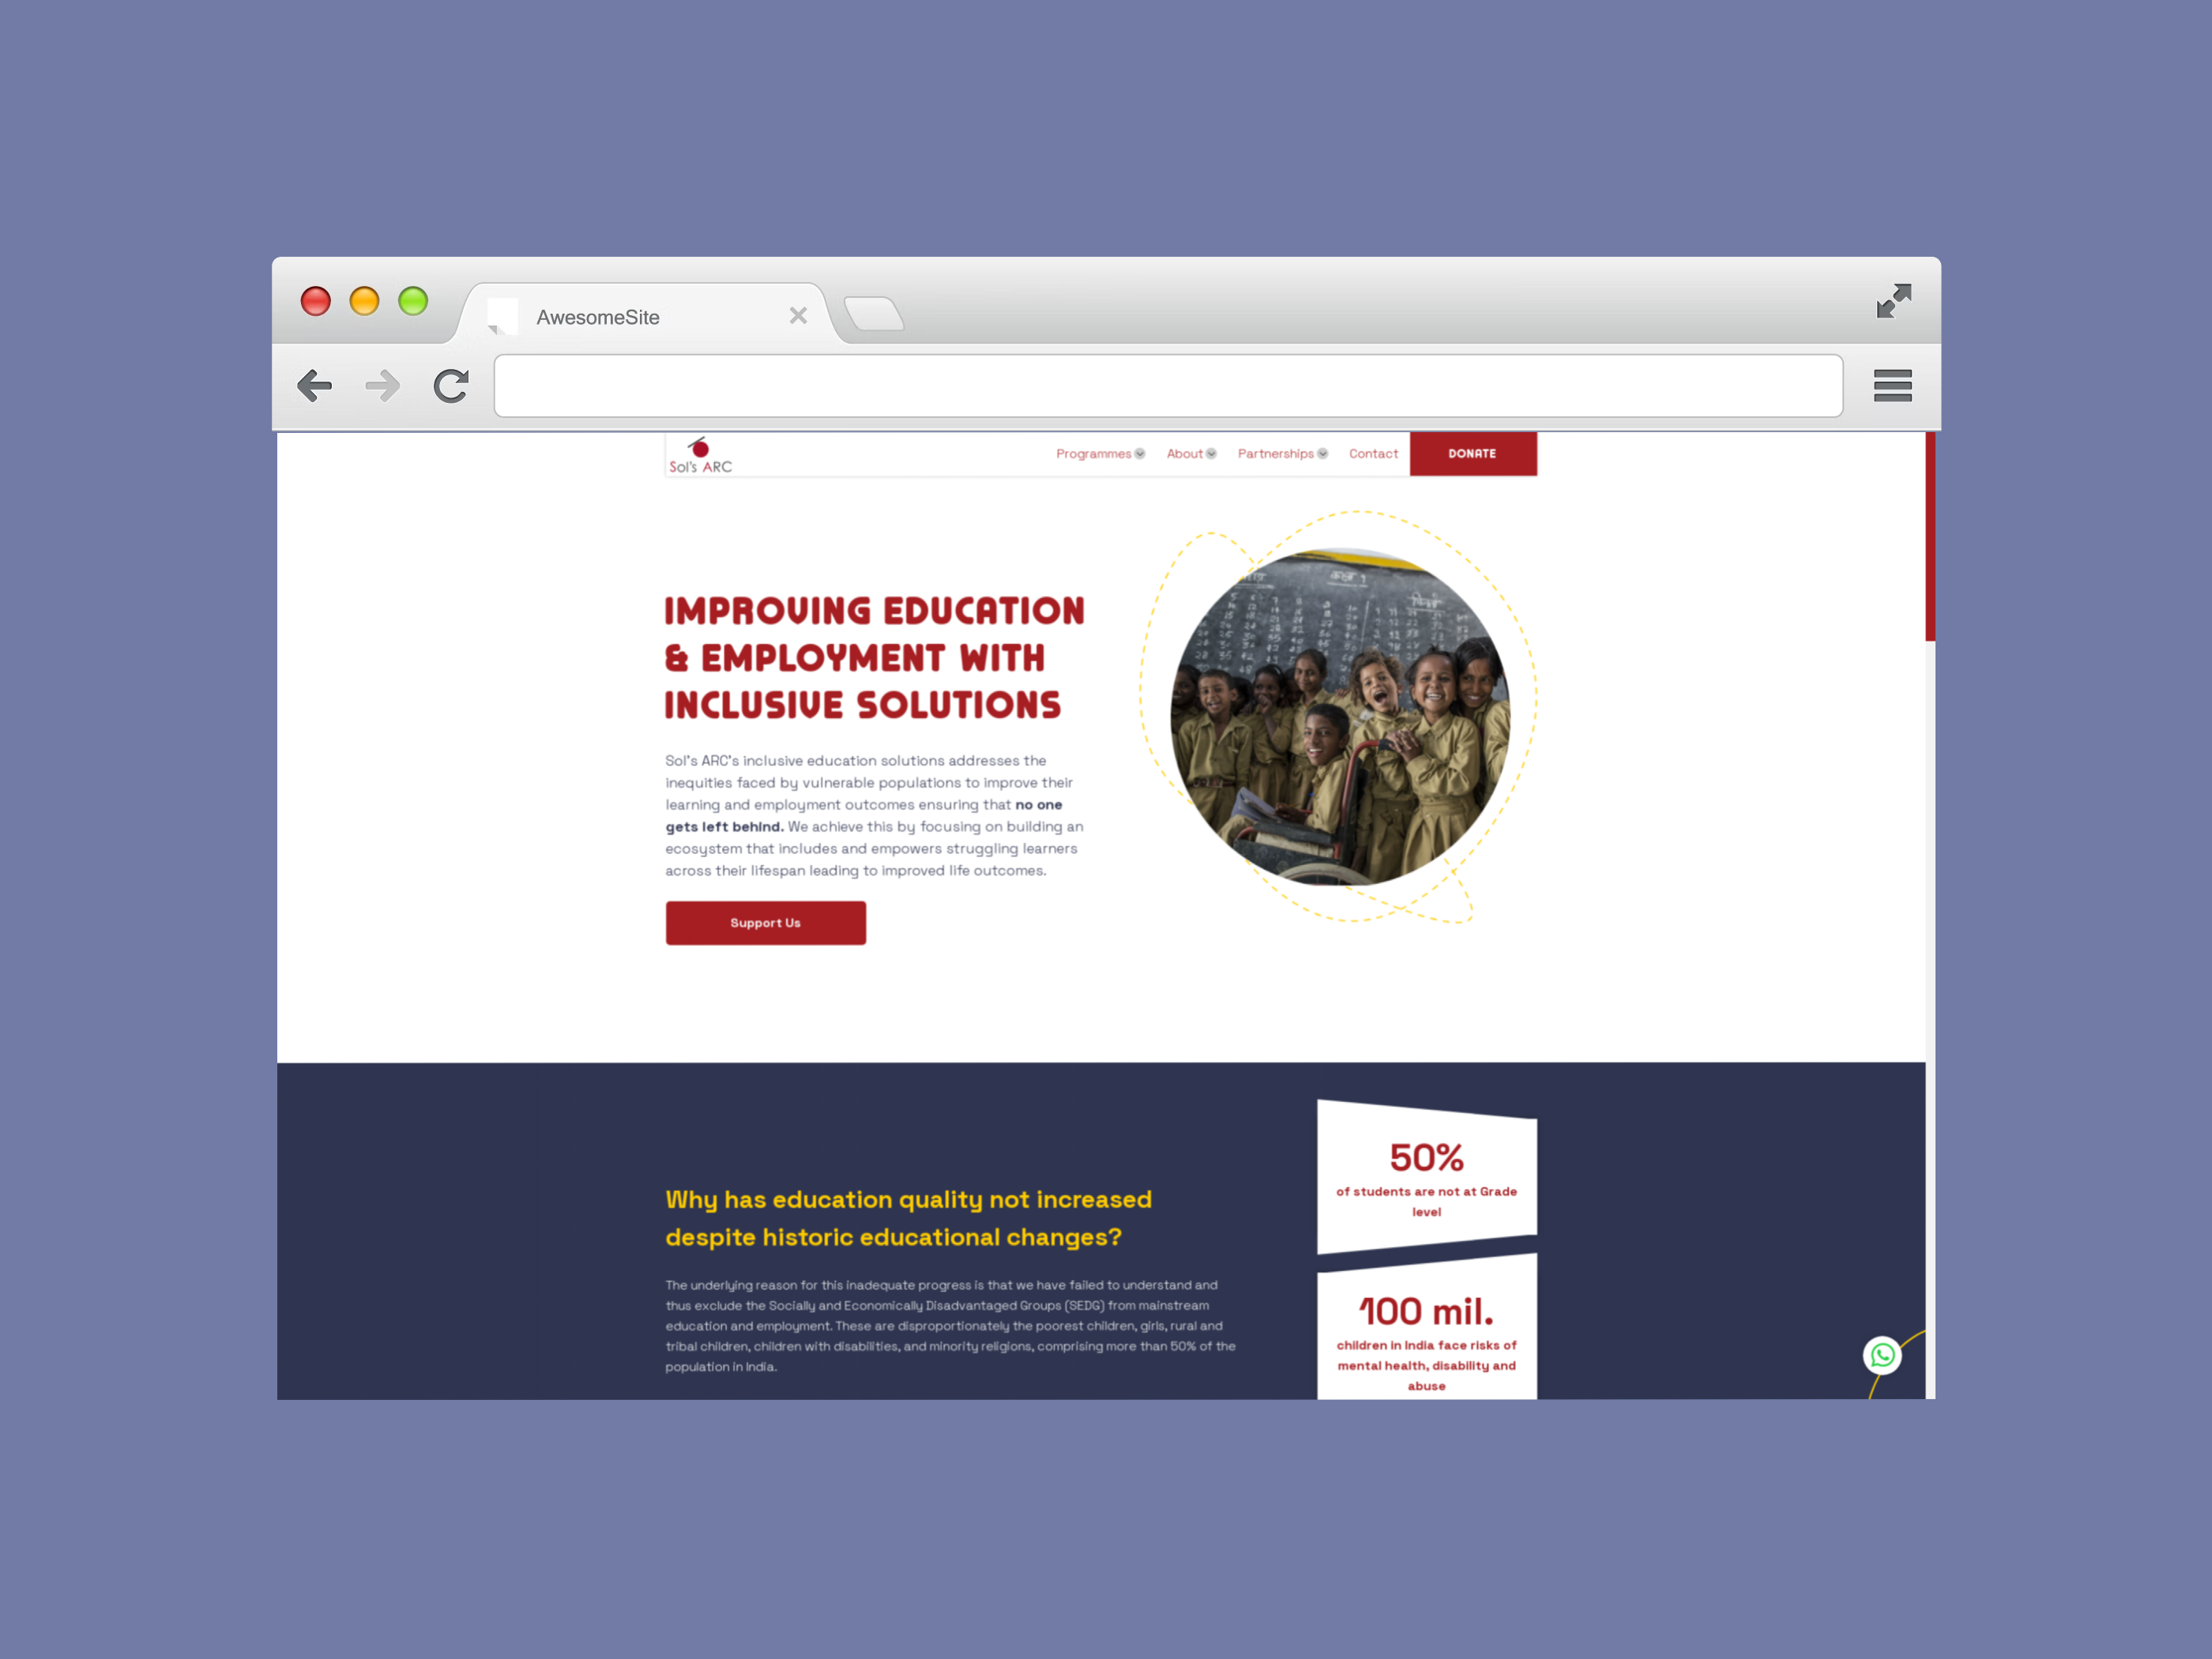 AwesomeSite
Sol's ARC
Programmes About Partnerships Contact DONATE
IMPROVING EDUCATION
& EMPLOYMENT WITH
INCLUSIVE SOLUTIONS
Sol's ARC's inclusive education solutions addresses the
inequities faced by vulnerable populations to improve their
learning and employment outcomes ensuring that no one
gets left behind. We achieve this by focusing on building an
ecosystem that includes and empowers struggling learners
across their lifespan leading to improved life outcomes.
Support Us
कक्षा 1
Why has education quality not increased
despite historic educational changes?
The underlying reason for this inadequate progress is that we have failed to understand and
thus exclude the Socially and Economically Disadvantaged Groups (SEDG) from mainstream
education and employment. These are disproportionately the poorest children, girls, rural and
tribal children, children with disabilities, and minority religions, comprising more than 50% of the
population in India.
50%
of students are not at Grade
level
100 mil.
children in India face risks of
mental health, disability and
abuse